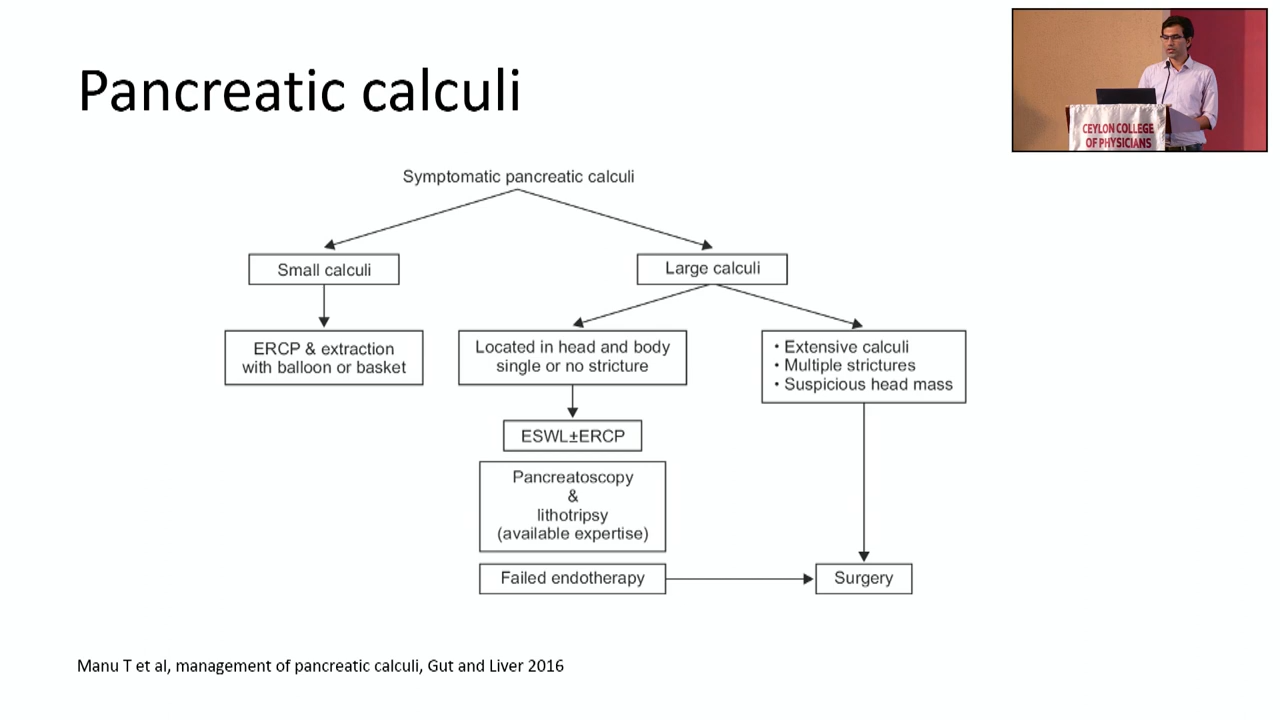 Pancreatic calculi
CEYLON COLLEGE
OF PHYSICIANS
Symptomatic pancreatic calculi
Small calculi
Large calculi
ERCP & extraction
with balloon or basket
Located in head and body
single or no stricture
• Extensive calculi
• Multiple strictures
• Suspicious head mass
ESWL±ERCP
Pancreatoscopy
&
lithotripsy
(available expertise)
Failed endotherapy
Surgery
Manu T et al, management of pancreatic calculi, Gut and Liver 2016